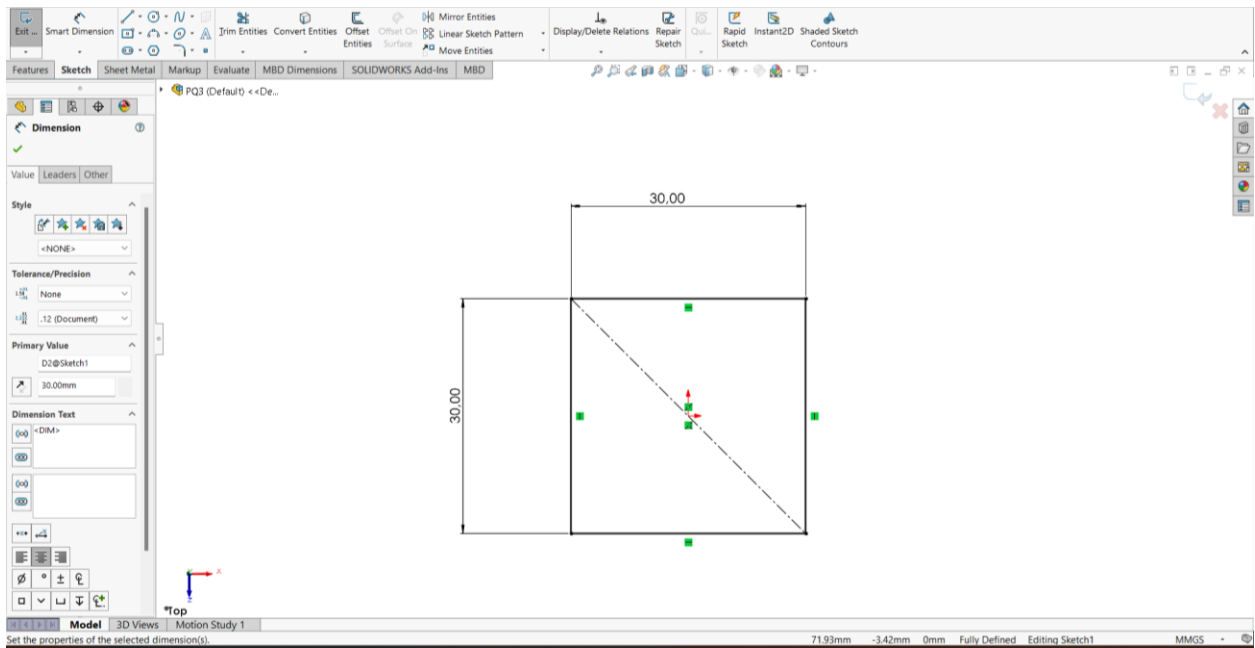 Exit ... Smart Dimension Trim Entities Convert Entities Offset Entities Offset On Surface Mirror Entities Linear Sketch Pattern Move Entities Display/Delete Relations Repair Sketch Qui... Rapid Sketch Instant2D Shaded Sketch Contours
Features Sketch Sheet Metal Markup Evaluate MBD Dimensions SOLIDWORKS Add-Ins MBD
PQ3 (Default) <<De...
Dimension
Value Leaders Other
Style
<NONE>
Tolerance/Precision
None
.12 (Document)
Primary Value
D2@Sketch1
30.00mm
Dimension Text
<DIM>
30,00
30,00
X
*Top
Model 3D Views Motion Study 1
Set the properties of the selected dimension(s). 71.93mm -3.42mm 0mm Fully Defined Editing Sketch1 MMGS